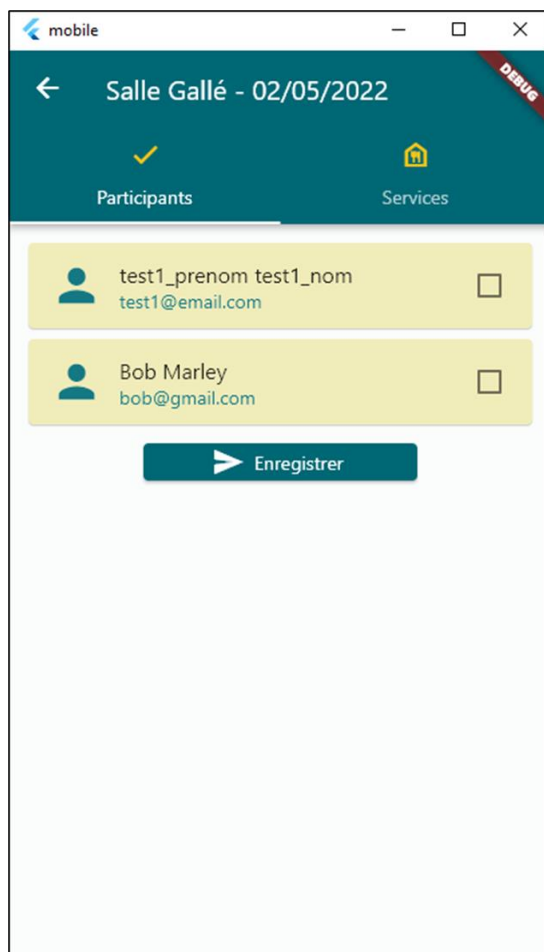 mobile
DEBUG
Salle Gallé - 02/05/2022
Participants
Services
test1_prenom test1_nom
test1@email.com
Bob Marley
bob@gmail.com
Enregistrer